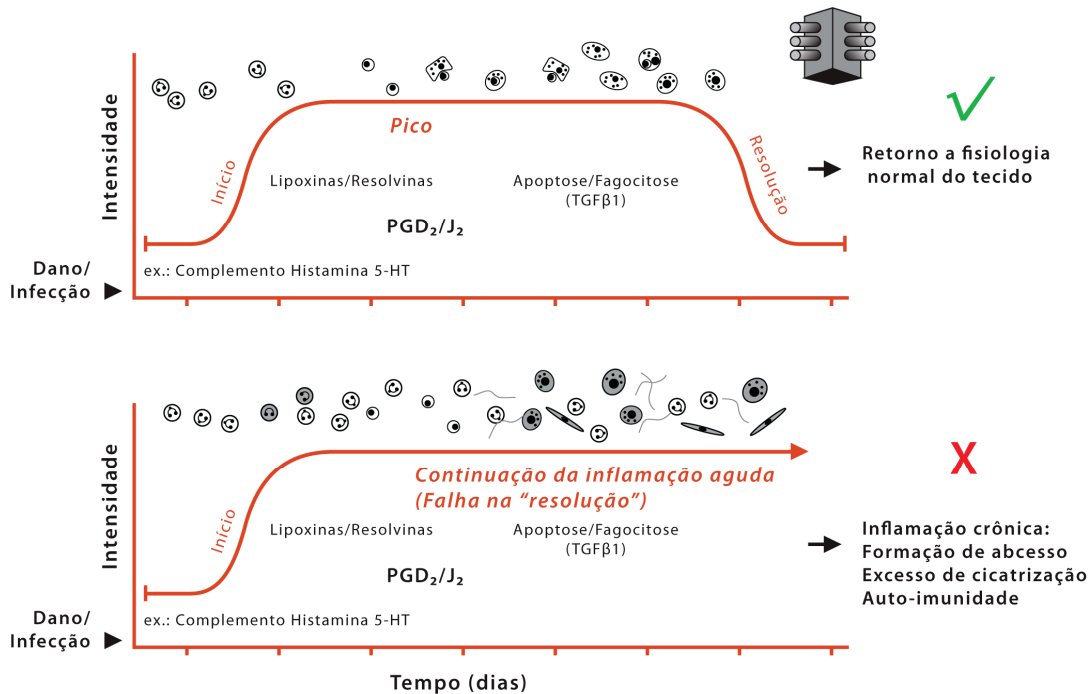 Intensidade
Início
Pico
Resolução
Lipoxinas/Resolvinas
Apoptose/Fagocitose
(TGFβ1)
PGD₂/J₂
ex.: Complemento Histamina 5-HT
Dano/
Infecção
√
Retorno a fisiologia
normal do tecido
Intensidade
Início
Continuação da inflamação aguda
(Falha na “resolução”)
Lipoxinas/Resolvinas
Apoptose/Fagocitose
(TGFβ1)
PGD₂/J₂
ex.: Complemento Histamina 5-HT
Dano/
Infecção
X
Inflamação crônica:
Formação de abcesso
Excesso de cicatrização
Auto-imunidade
Tempo (dias)